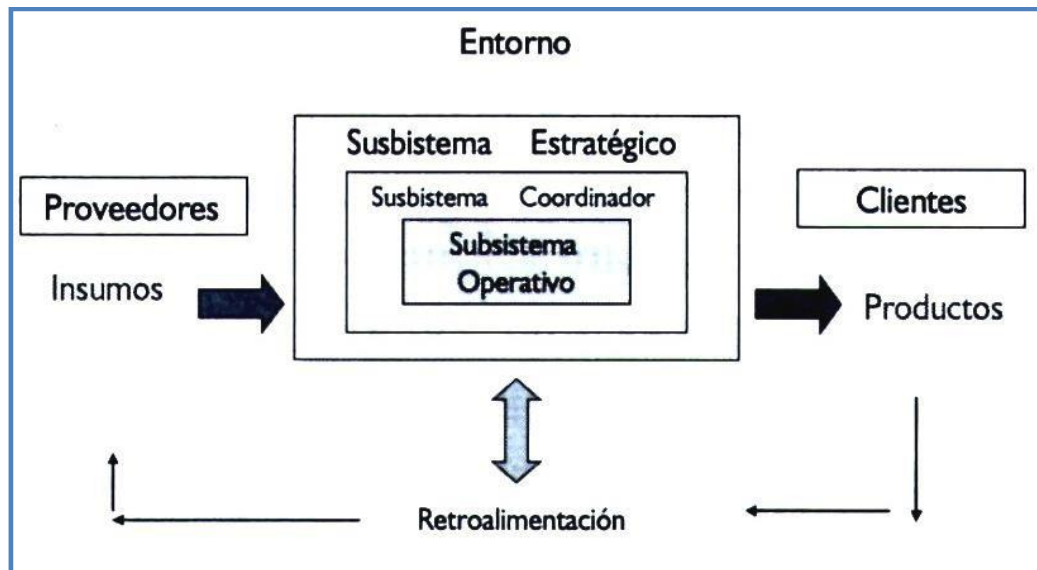 Entorno
Susbistema Estratégico
Proveedores
Susbistema Coordinador
Clientes
Subsistema
Operativo
Insumos
Productos
Retroalimentación